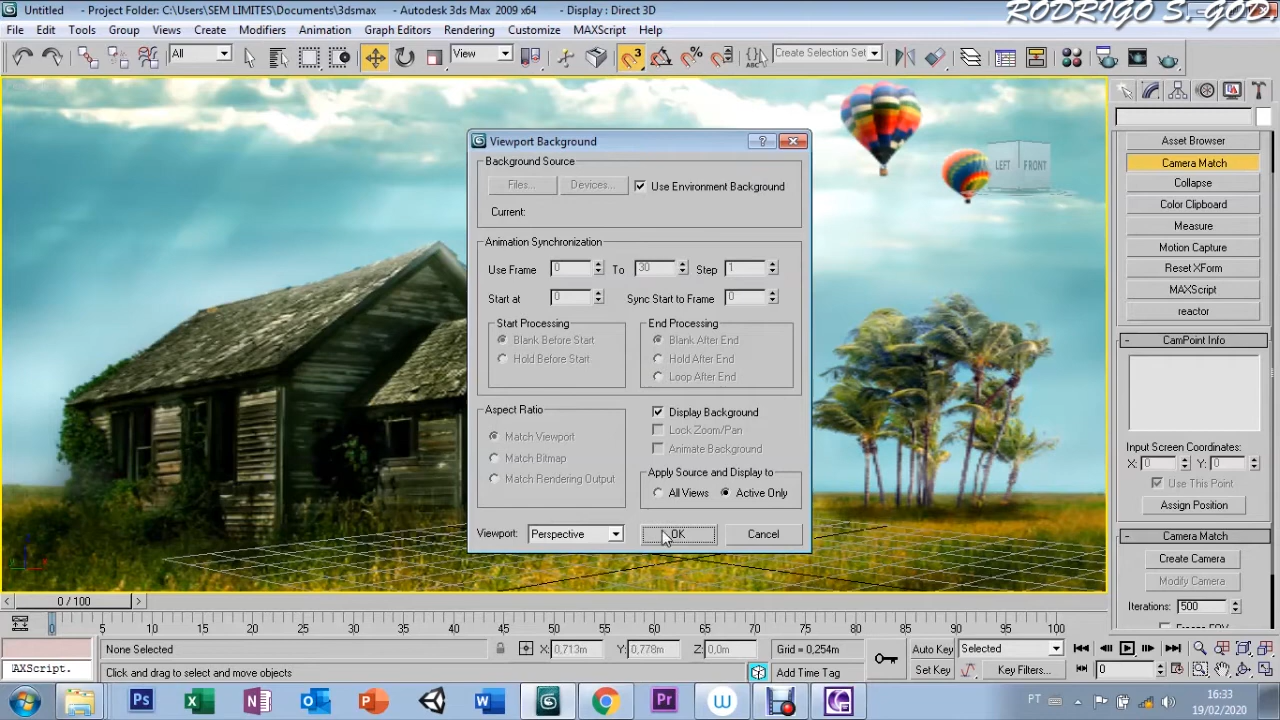 Untitled - Project Folder: C:\Users\SEM LIMITES\Documents\3dsmax - Autodesk 3ds Max 2009 x64 - Display : Direct 3D
RODRIGO S. GOD
File Edit Tools Group Views Create Modifiers Animation Graph Editors Rendering Customize MAXScript Help
All
View
3
%
ABC
Create Selection Set
LEFT FRONT
Viewport Background
?
Background Source
Files...
Devices...
Use Environment Background
Current:
Animation Synchronization
Use Frame 0 To 30 Step 1
Start at 0 Sync Start to Frame 0
Start Processing
Blank Before Start
Hold Before Start
End Processing
Blank After End
Hold After End
Loop After End
Aspect Ratio
Match Viewport
Match Bitmap
Match Rendering Output
Display Background
Lock Zoom/Pan
Animate Background
Apply Source and Display to
All Views Active Only
Viewport: Perspective OK Cancel
Asset Browser
Camera Match
Collapse
Color Clipboard
Measure
Motion Capture
Reset XForm
MAXScript
reactor
- CamPoint Info
Input Screen Coordinates:
X: 0 Y: 0
Use This Point
Assign Position
- Camera Match
Create Camera
Modify Camera
Iterations: 500
< 0 / 100 >
0 5 10 15 20 25 30 35 40 45 50 55 60 65 70 75 80 85 90 95 100
None Selected X: 0,713m Y: 0,778m Z: 0,0m Grid = 0,254m Auto Key Selected
AXScript. Click and drag to select and move objects Add Time Tag Set Key Key Filters... 0
Ps
W
Pr
W
PT
16:33
19/02/2020